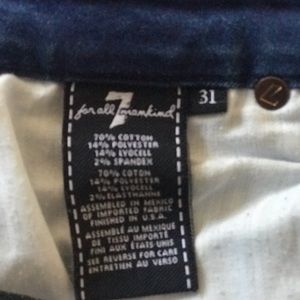 7
for all mankind
31
70% COTTON
14% POLYESTER
14% LYOCELL
2% SPANDEX
70% COTON
14% POLYESTER
14% LYOCELL
2% ELASTHANNE
ASSEMBLED IN MEXICO
OF IMPORTED FABRIC
FINISHED IN U.S.A.
ASSEMBLÉ AU MEXIQUE
DE TISSU IMPORTÉ
FINI AUX ÉTATS-UNIS
SEE REVERSE FOR CARE
ENTRETIEN AU VERSO